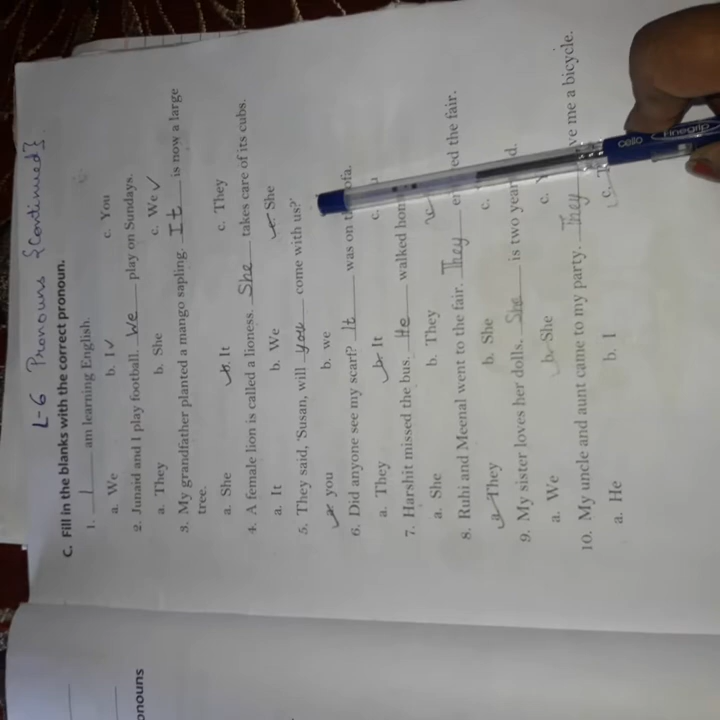 L-6 Pronouns {Continued}
C. Fill in the blanks with the correct pronoun.
1. I am learning English.
a. We b. I ✓ c. You
2. Junaid and I play football. We play on Sundays.
a. They b. She c. We ✓
3. My grandfather planted a mango sapling. It is now a large
tree.
a. She b. It c. They
4. A female lion is called a lioness. She takes care of its cubs.
a. It b. We c. She
5. They said, 'Susan, will you come with us?'
a. you b. we
6. Did anyone see my scarf? It was on
a. They b. It c.
7. Harshit missed the bus. He walked
a. She b. They c.
8. Ruhi and Meenal went to the fair. They the fair.
a. They b. She c.
9. My sister loves her dolls. She is two
a. We b. She c.
10. My uncle and aunt came to my party. They me a bicycle.
a. He b. I c.
onouns
cello Finegrip